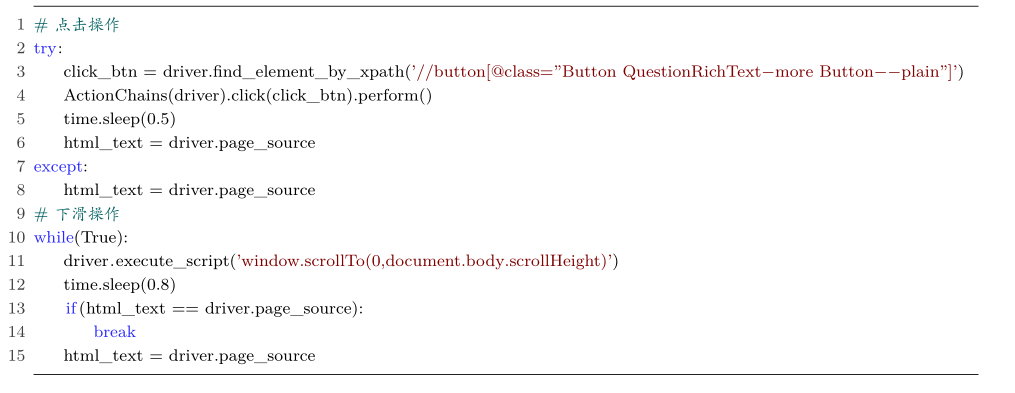 1 # 点击操作
2 try:
3 click_btn = driver.find_element_by_xpath('//button[@class="Button QuestionRichText−more Button−−plain"]')
4 ActionChains(driver).click(click_btn).perform()
5 time.sleep(0.5)
6 html_text = driver.page_source
7 except:
8 html_text = driver.page_source
9 # 下滑操作
10 while(True):
11 driver.execute_script('window.scrollTo(0,document.body.scrollHeight)')
12 time.sleep(0.8)
13 if(html_text == driver.page_source):
14 break
15 html_text = driver.page_source